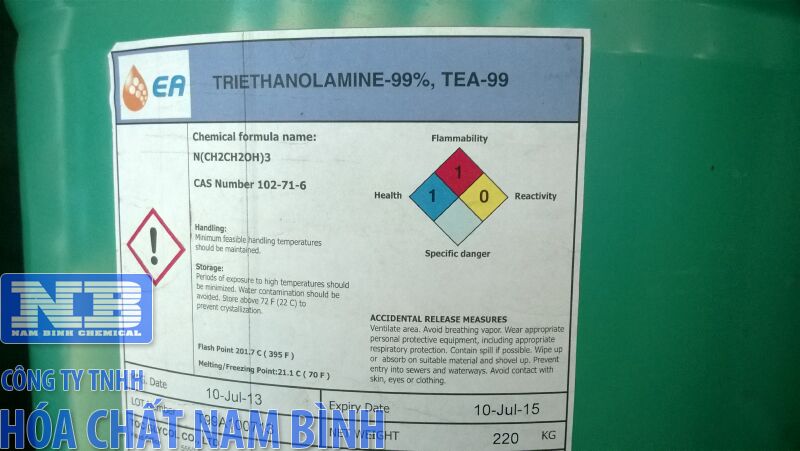 EA
TRIETHANOLAMINE-99%, TEA-99
Chemical formula name:
N(CH2CH2OH)3
CAS Number 102-71-6
Flammability
1
Health
1
0
Reactivity
Specific danger
!
Handling:
Minimum feasible handling temperatures
should be maintained.
Storage:
Periods of exposure to high temperatures should
be minimized. Water contamination should be
avoided. Store above 72 F (22 C) to
prevent crystallization.
Flash Point 201.7 C ( 395 F )
Melting/Freezing Point:21.1 C ( 70 F )
ACCIDENTAL RELEASE MEASURES
Ventilate area. Avoid breathing vapor. Wear appropriate
personal protective equipment, including appropriate
respiratory protection. Contain spill if possible. Wipe up
or absorb on suitable material and shovel up. Prevent
entry into sewers and waterways. Avoid contact with
skin, eyes or clothing.
NB
NAM BINH CHEMICAL
CÔNG TY TNHH
HÓA CHẤT NAM BÌNH
Date
10-Jul-13
Expiry Date
10-Jul-15
LOT
NET WEIGHT
220 KG
GLYCOL CO., LTD